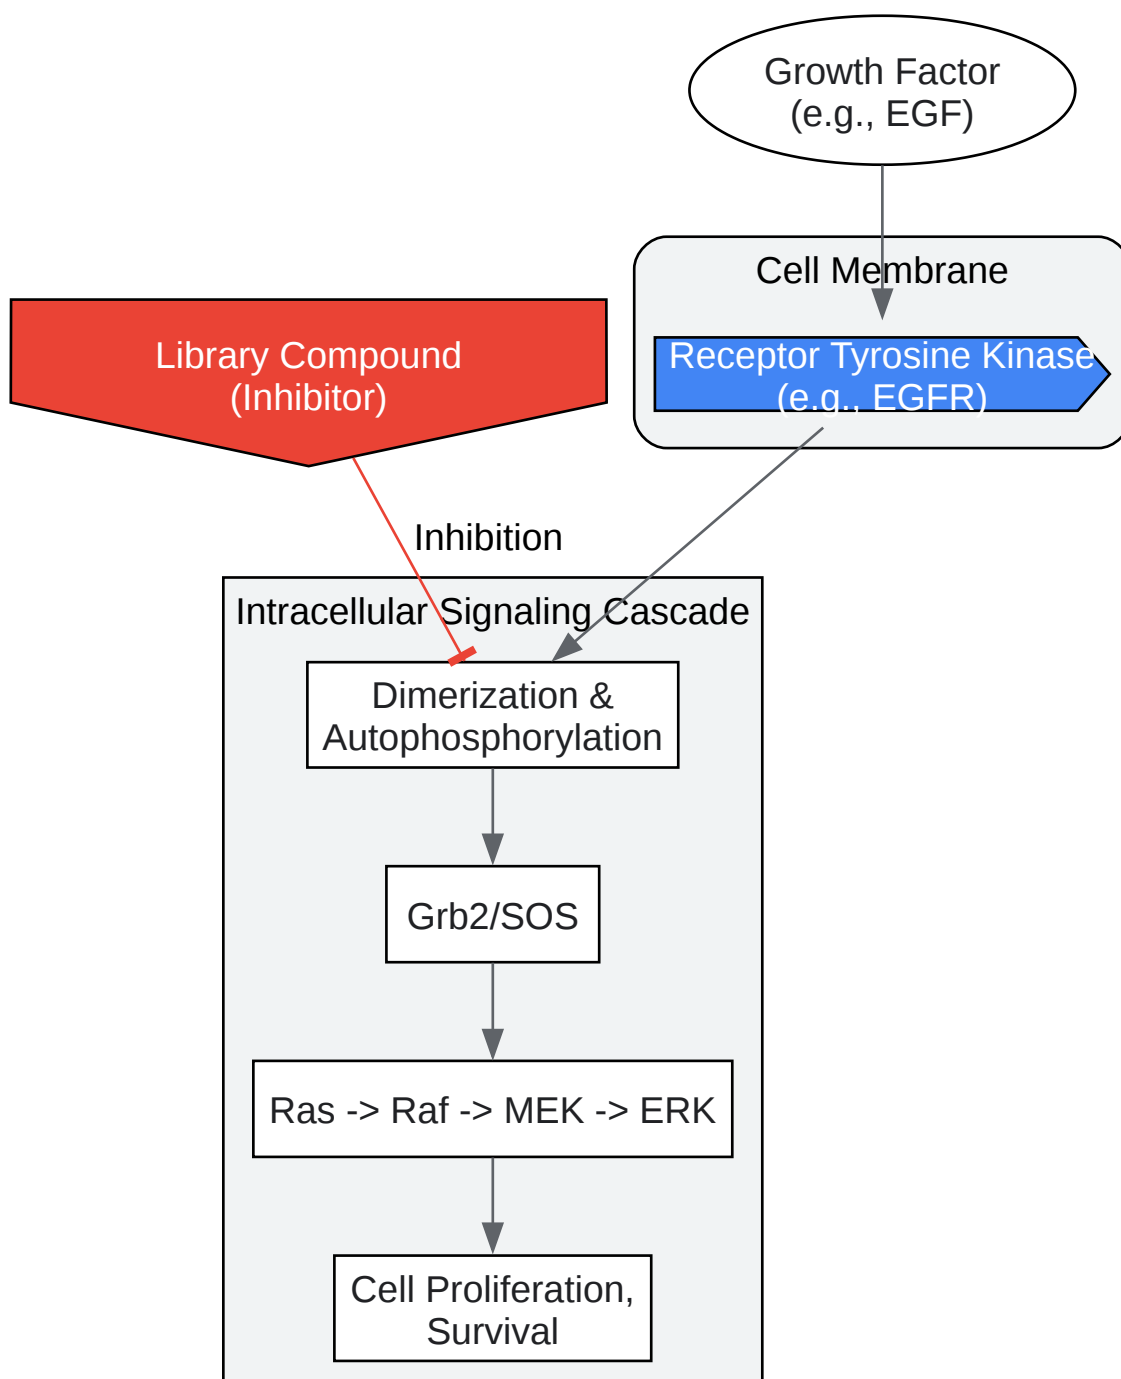 Growth Factor
(e.g., EGF)
Cell Membrane
Library Compound
(Inhibitor)
Receptor Tyrosine Kinase
(e.g., EGFR)
Inhibition
Intracellular Signaling Cascade
Dimerization &
Autophosphorylation
Grb2/SOS
Ras -> Raf -> MEK -> ERK
Cell Proliferation,
Survival